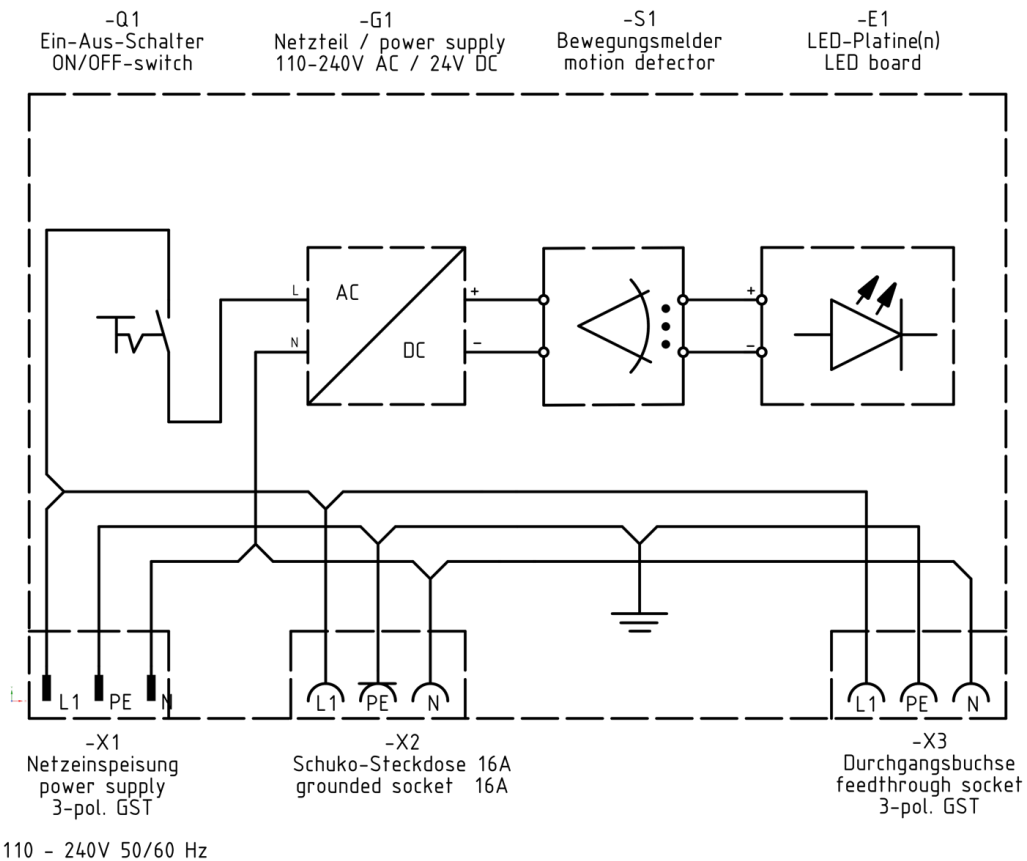 -Q1
Ein-Aus-Schalter
ON/OFF-switch
-G1
Netzteil / power supply
110-240V AC / 24V DC
-S1
Bewegungsmelder
motion detector
-E1
LED-Platine(n)
LED board
L
AC
+
+
N
DC
-
-
L1
PE
N
L1
PE
N
L1
PE
N
-X1
Netzeinspeisung
power supply
3-pol. GST
-X2
Schuko-Steckdose 16A
grounded socket 16A
-X3
Durchgangsbuchse
feedthrough socket
3-pol. GST
110 - 240V 50/60 Hz